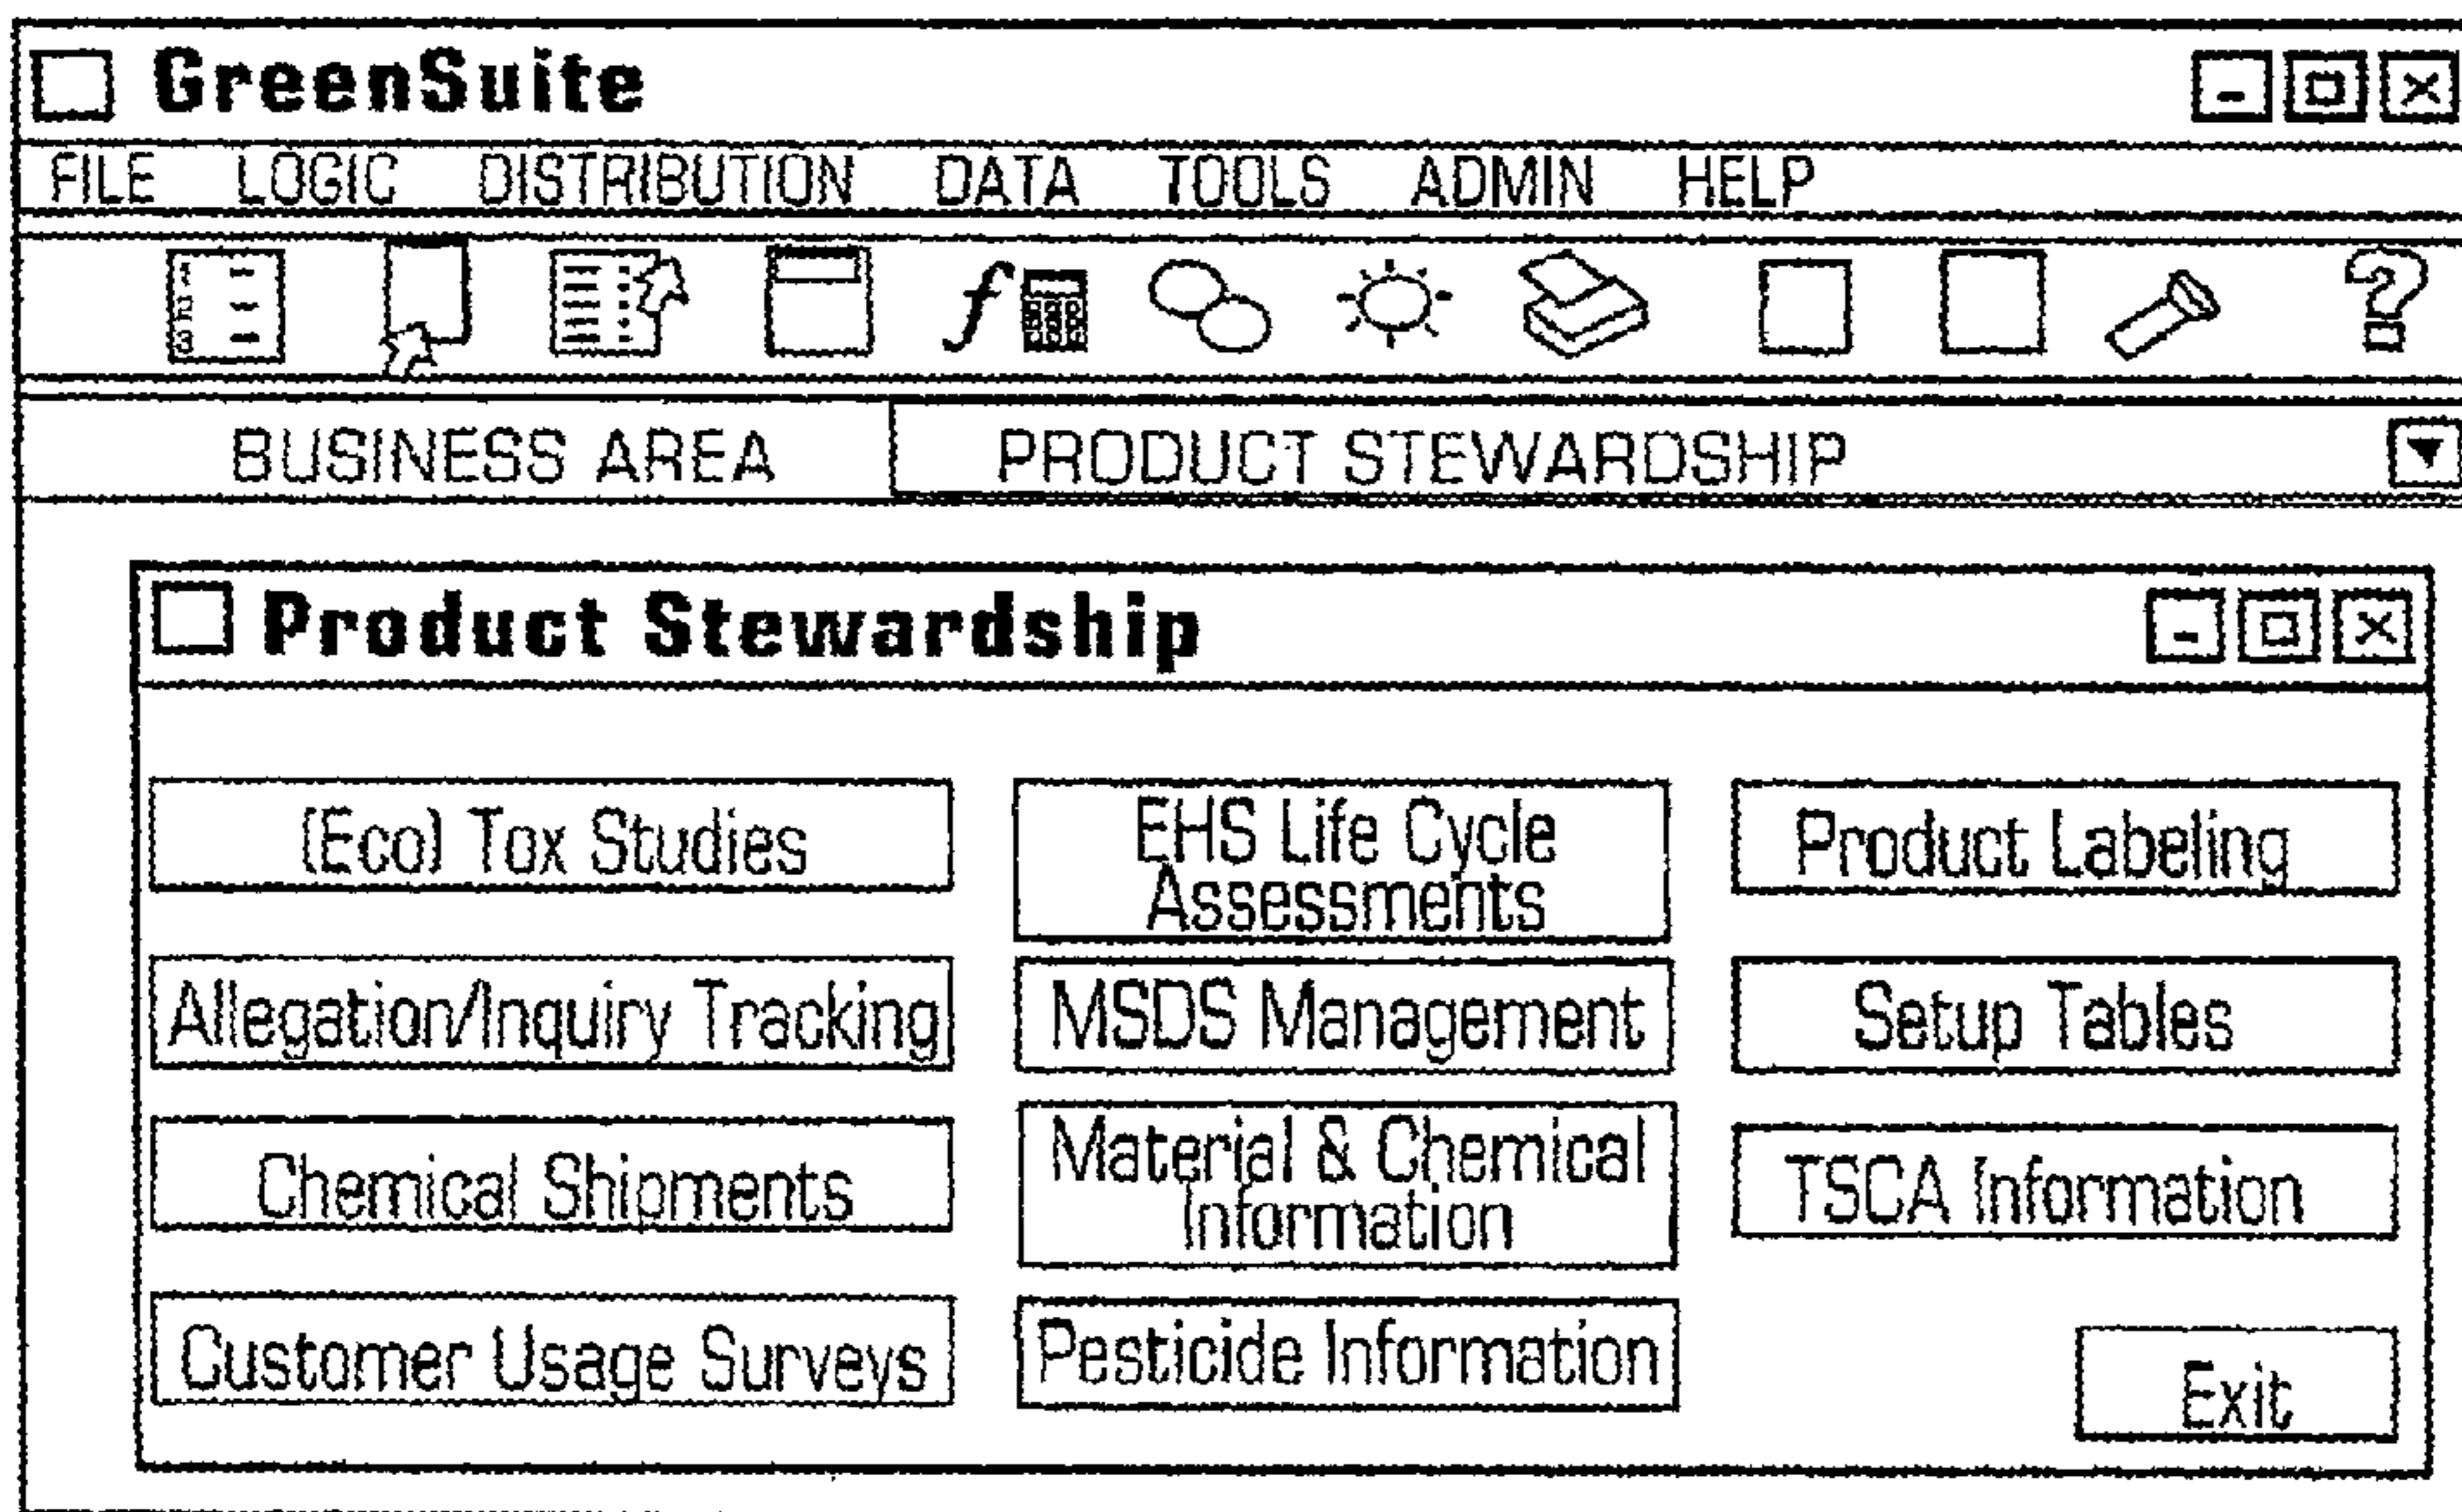 GreenSuite
FILE LOGIC DISTRIBUTION DATA TOOLS ADMIN HELP
BUSINESS AREA PRODUCT STEWARDSHIP
Product Stewardship
(Eco) Tox Studies
EHS Life Cycle
Assessments
Product Labeling
Allegation/Inquiry Tracking
MSDS Management
Setup Tables
Chemical Shipments
Material & Chemical
Information
TSCA Information
Customer Usage Surveys
Pesticide Information
Exit